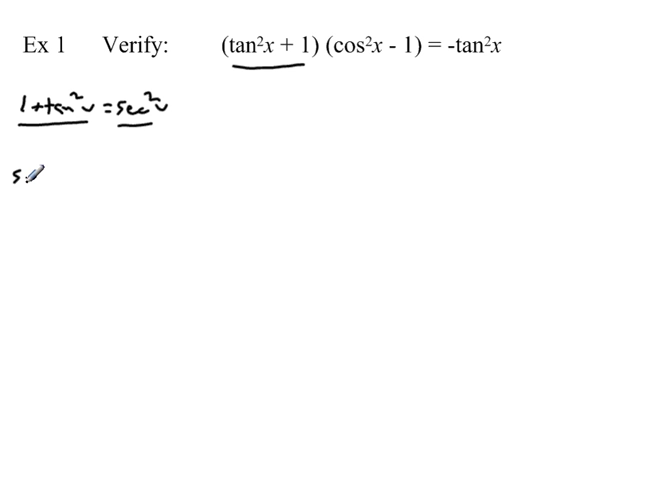 Ex 1 Verify: (tan²x + 1) (cos²x - 1) = -tan²x
1+tan²v = sec²v
s